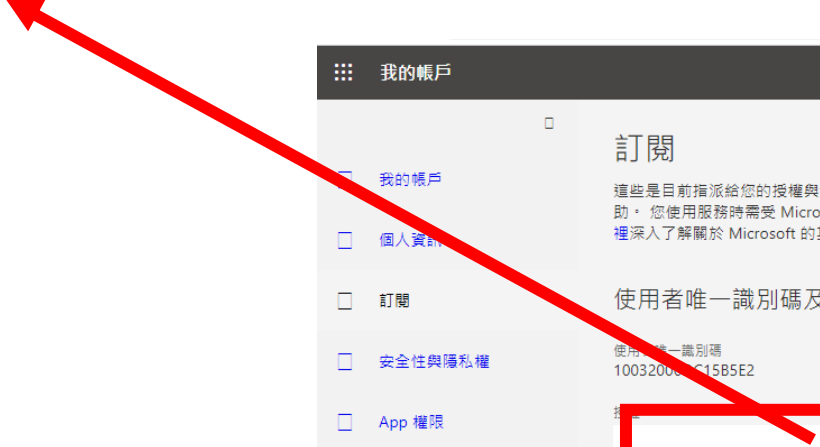 我的帳戶
訂閱
我的帳戶
這些是目前指派給您的授權與
助。 您使用服務時需受 Micro
個人資訊
裡深入了解關於 Microsoft 的
訂閱
使用者唯一識別碼及
使用者唯一識別碼
安全性與隱私權
App 權限